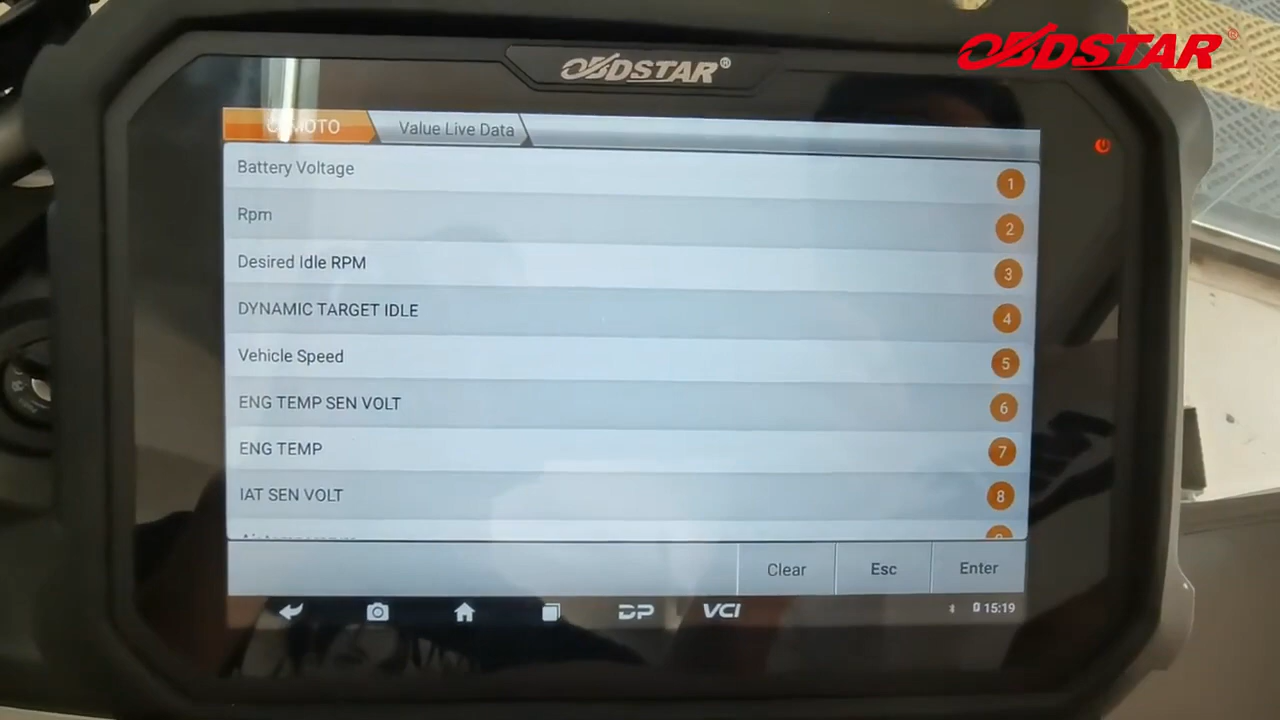 OBDSTAR®
OBDSTAR®
Value Live Data
Battery Voltage
1
Rpm
2
Desired Idle RPM
3
DYNAMIC TARGET IDLE
4
Vehicle Speed
5
ENG TEMP SEN VOLT
6
ENG TEMP
7
IAT SEN VOLT
8
Clear
Esc
Enter
DP
VCI
15:19